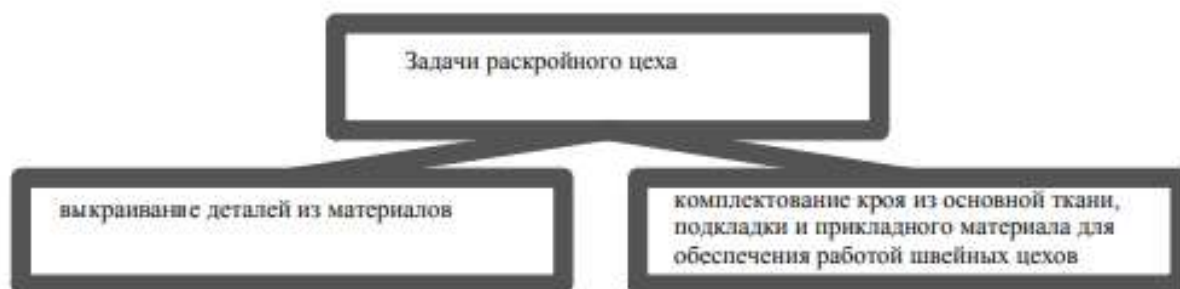 Задачи раскройного цеха
выкраивание деталей из материалов
комплектование кроя из основной ткани,
подкладки и прикладного материала для
обеспечения работой швейных цехов